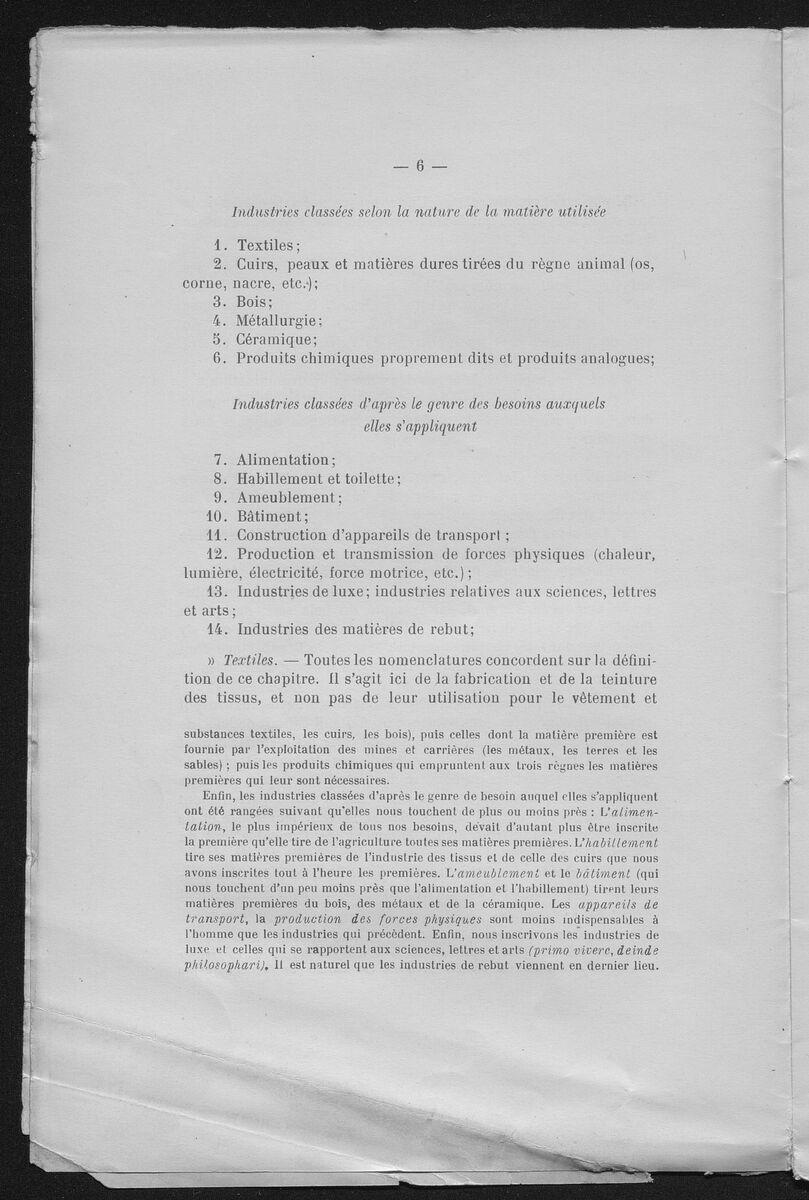 — 6 —
Industries classées selon la nature de la matière utilisée
1. Textiles;
2. Cuirs, peaux et matières dures tirées du règne animal (os,
corne, nacre, etc.);
3. Bois;
4. Métallurgie;
5. Céramique;
6. Produits chimiques proprement dits et produits analogues;
Industries classées d'après le genre des besoins auxquels
elles s'appliquent
7. Alimentation;
8. Habillement et toilette;
9. Ameublement;
10. Bâtiment;
11. Construction d'appareils de transport;
12. Production et transmission de forces physiques (chaleur,
lumière, électricité, force motrice, etc.);
13. Industries de luxe; industries relatives aux sciences, lettres
et arts;
14. Industries des matières de rebut;
» Textiles. — Toutes les nomenclatures concordent sur la défini-
tion de ce chapitre. Il s'agit ici de la fabrication et de la teinture
des tissus, et non pas de leur utilisation pour le vêtement et
substances textiles, les cuirs, les bois), puis celles dont la matière première est
fournie par l'exploitation des mines et carrières (les métaux, les terres et les
sables); puis les produits chimiques qui empruntent aux trois règnes les matières
premières qui leur sont nécessaires.
Enfin, les industries classées d'après le genre de besoin auquel elles s'appliquent
ont été rangées suivant qu'elles nous touchent de plus ou moins près : L'alimen-
tation, le plus impérieux de tous nos besoins, devait d'autant plus être inscrite
la première qu'elle tire de l'agriculture toutes ses matières premières. L'habillement
tire ses matières premières de l'industrie des tissus et de celle des cuirs que nous
avons inscrites tout à l'heure les premières. L'ameublement et le bâtiment (qui
nous touchent d'un peu moins près que l'alimentation et l'habillement) tirent leurs
matières premières du bois, des métaux et de la céramique. Les appareils de
transport, la production des forces physiques sont moins indispensables à
l'homme que les industries qui précèdent. Enfin, nous inscrivons les industries de
luxe et celles qui se rapportent aux sciences, lettres et arts (primo vivere, deinde
philosophari). Il est naturel que les industries de rebut viennent en dernier lieu.